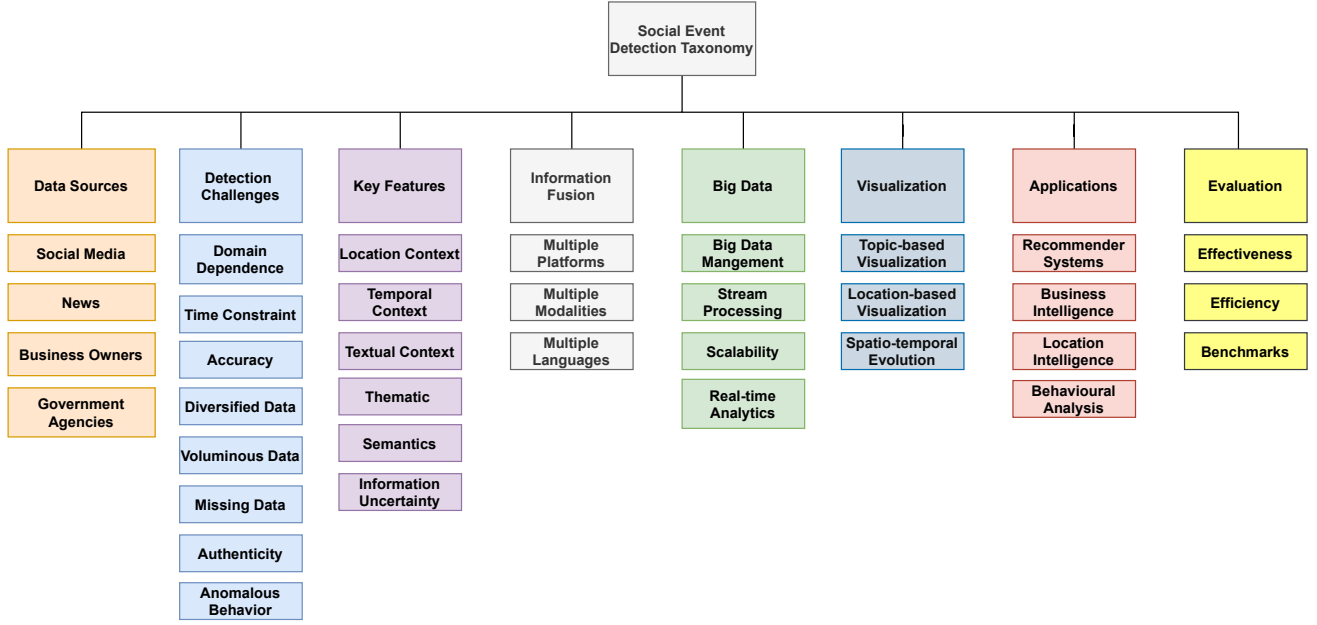 Social Event
Detection Taxonomy
Data Sources
Social Media
News
Business Owners
Government
Agencies
Detection
Challenges
Domain
Dependence
Time Constraint
Accuracy
Diversified Data
Voluminous Data
Missing Data
Authenticity
Anomalous
Behavior
Key Features
Location Context
Temporal
Context
Textual Context
Thematic
Semantics
Information
Uncertainty
Information
Fusion
Multiple
Platforms
Multiple
Modalities
Multiple
Languages
Big Data
Big Data
Mangement
Stream
Processing
Scalability
Real-time
Analytics
Visualization
Topic-based
Visualization
Location-based
Visualization
Spatio-temporal
Evolution
Applications
Recommender
Systems
Business
Intelligence
Location
Intelligence
Behavioural
Analysis
Evaluation
Effectiveness
Efficiency
Benchmarks